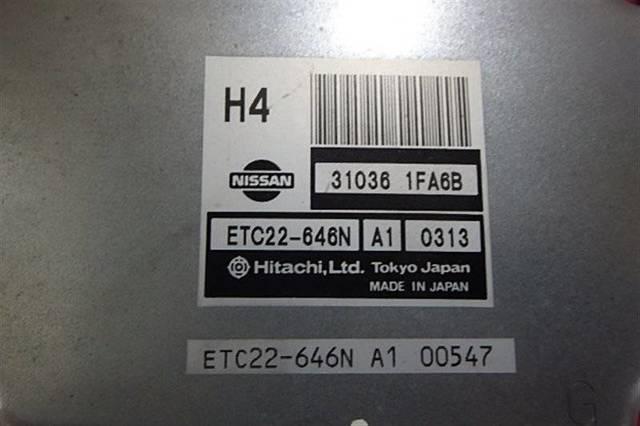 H4
NISSAN
31036 1FA6B
ETC22-646N A1 0313
Hitachi,Ltd. Tokyo Japan
MADE IN JAPAN
ETC22-646N A1 00547
G